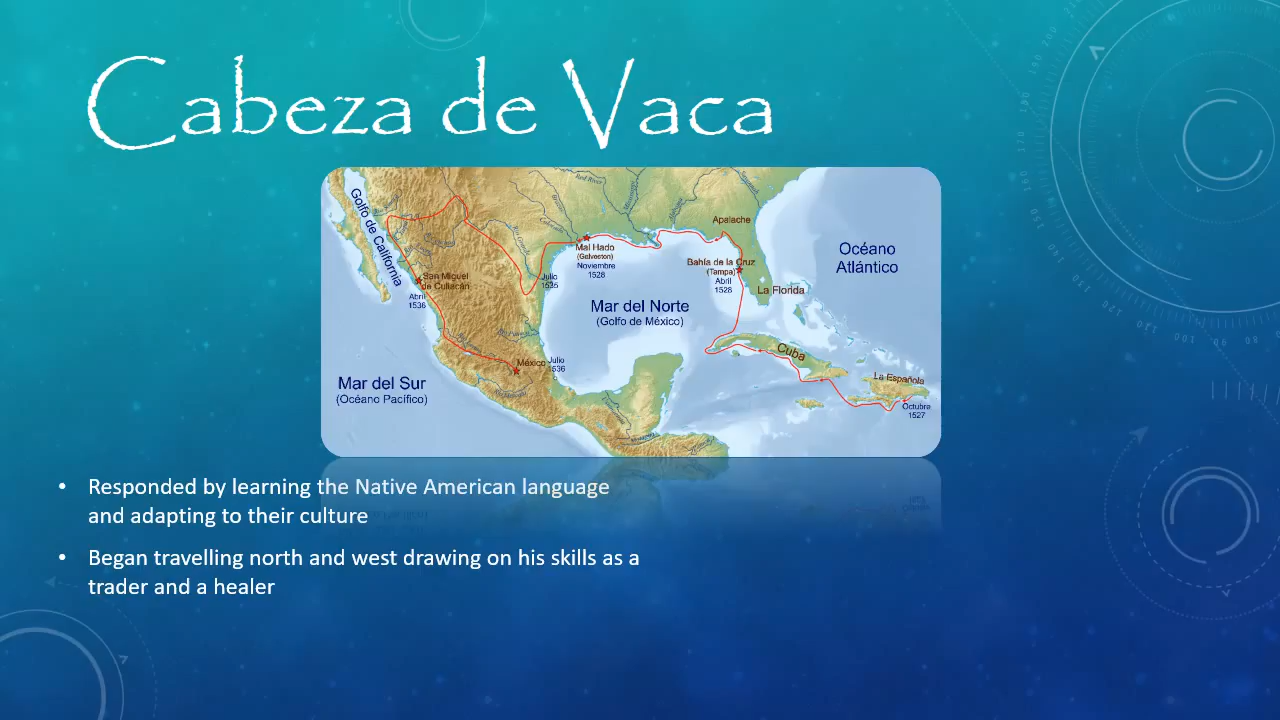 Cabeza de Vaca
Golfo de California
Red River
Apalache
Mal Hado
(Galveston)
Noviembre
1528
Bahía de la Cruz
(Tampa)
Abril
1528
Océano
Atlántico
La Florida
San Miguel
de Culiacán
Abril
1536
Julio
1535
Mar del Norte
(Golfo de México)
México
Julio
1536
Cuba
La Española
Octubre
1527
Mar del Sur
(Océano Pacífico)
• Responded by learning the Native American language
and adapting to their culture
• Began travelling north and west drawing on his skills as a
trader and a healer